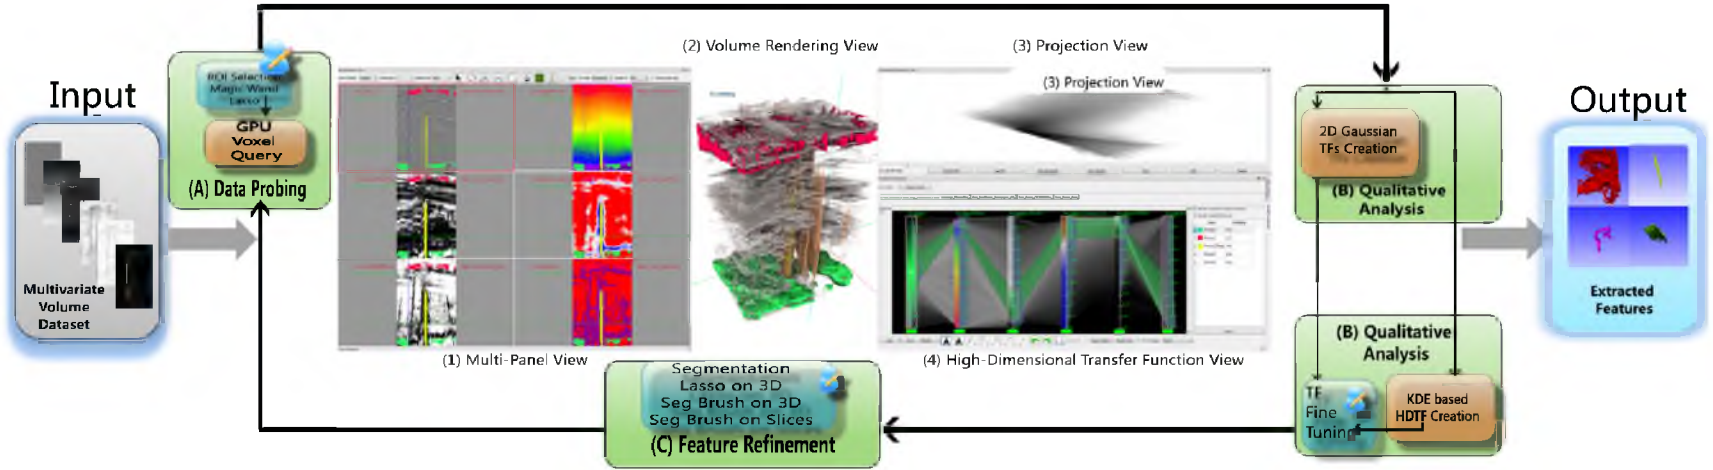 Input
Multivariate
Volume
Dataset
ROI Selection
Magic Wand
Lasso
GPU
Voxel
Query
(A) Data Probing
(1) Multi-Panel View
(2) Volume Rendering View
(3) Projection View
(3) Projection View
(4) High-Dimensional Transfer Function View
2D Gaussian
TFs Creation
(B) Qualitative
Analysis
(B) Qualitative
Analysis
TF
Fine
Tuning
KDE based
HDTF Creation
Segmentation
Lasso on 3D
Seg Brush on 3D
Seg Brush on Slices
(C) Feature Refinement
Output
Extracted
Features